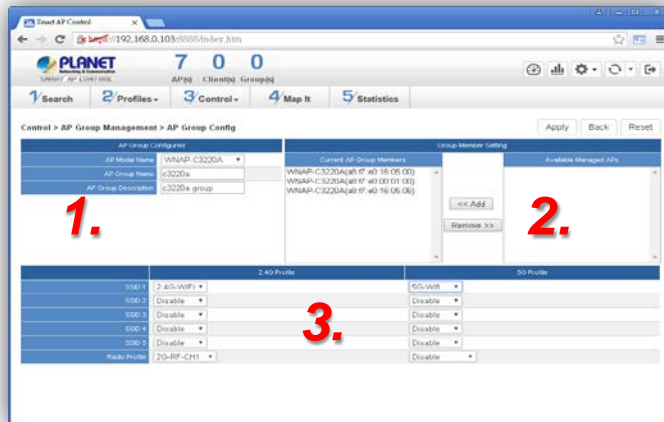 Smart AP Control
https://192.168.0.103:8888/index.htm
PLANET
Networking & Communication
SMART AP CONTROL
7 0 0
AP(s) Client(s) Group(s)
1 Search 2 Profiles 3 Control 4 Map It 5 Statistics
Control > AP Group Management > AP Group Config
Apply Back Reset
AP Group Configured Group Member Setting
AP Model Name WNAP-C3220A
AP Group Name c3220a
AP Group Description c3220a group
Current AP Group Members
WNAP-C3220A(a8:f7:e0:16:05:00)
WNAP-C3220A(a8:f7:e0:00:01:00)
WNAP-C3220A(a8:f7:e0:16:05:06)
<< Add
Remove >>
Available Managed APs
1.
2.
2.4G Profile 5G Profile
SSID 1 2.4G-WiFi 5G-Wifi
SSID 2 Disable Disable
SSID 3 Disable Disable
SSID 4 Disable Disable
SSID 5 Disable Disable
Radio Profile 2G-RF-CH1 Disable
3.